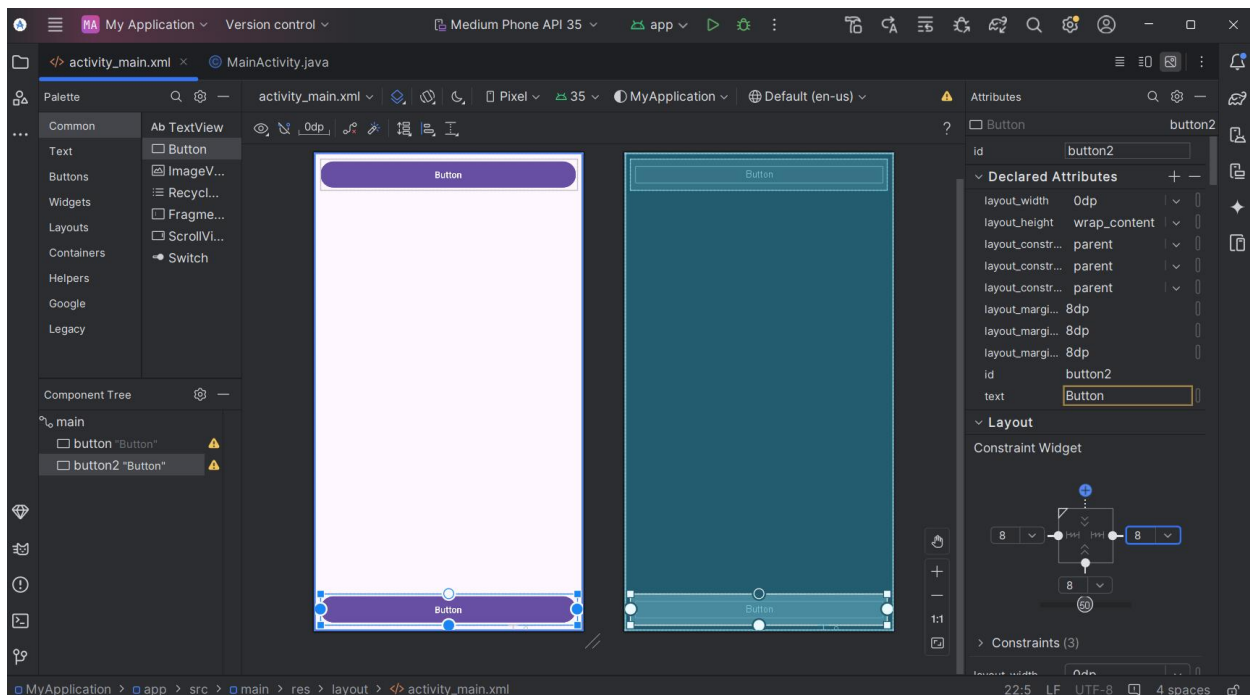 MA My Application Version control Medium Phone API 35 app
activity_main.xml MainActivity.java
Palette
Common
Text
Buttons
Widgets
Layouts
Containers
Helpers
Google
Legacy
Ab TextView
Button
ImageV...
Recycl...
Fragme...
ScrollVi...
Switch
Component Tree
main
button "Button"
button2 "Button"
activity_main.xml Pixel 35 MyApplication Default (en-us)
0dp
?
Button
Button
Button
Button
1:1
Attributes
Button button2
id button2
Declared Attributes
layout_width 0dp
layout_height wrap_content
layout_constr... parent
layout_constr... parent
layout_constr... parent
layout_margi... 8dp
layout_margi... 8dp
layout_margi... 8dp
id button2
text Button
Layout
Constraint Widget
8 8
8
50
Constraints (3)
layout_width 0dp
MyApplication > app > src > main > res > layout > activity_main.xml
22:5 LF UTF-8 4 spaces